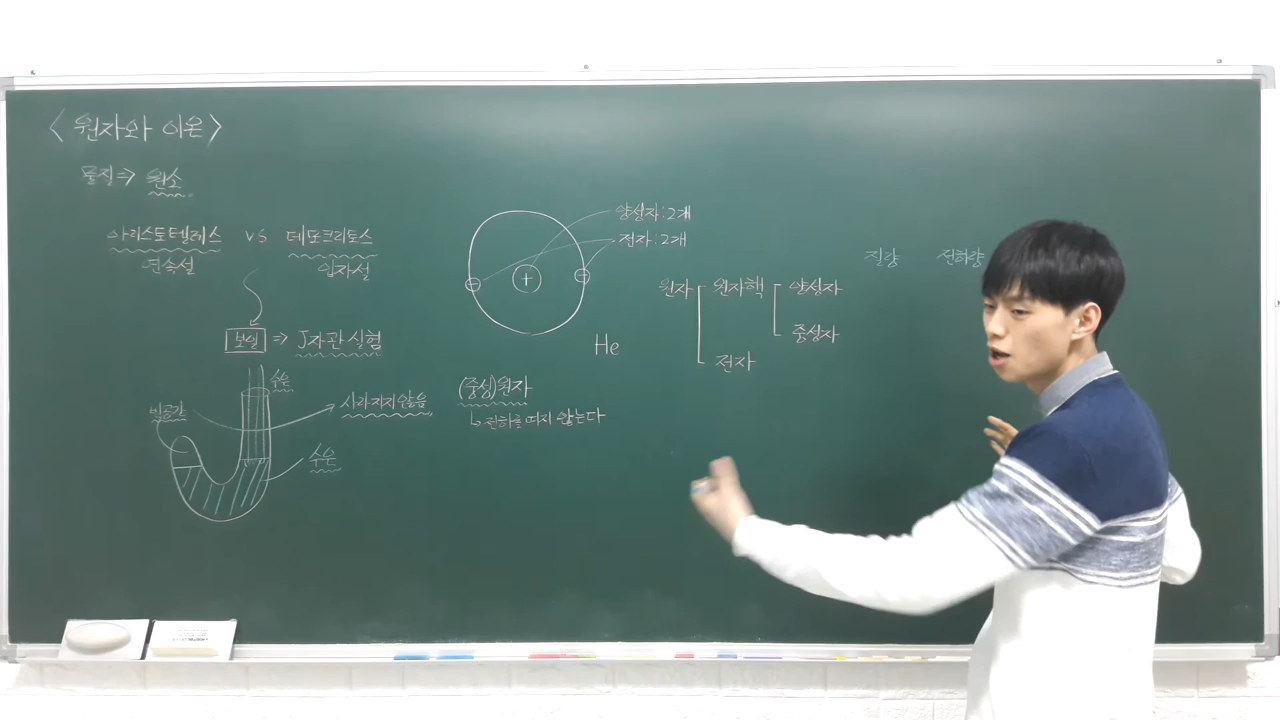 <원자와 이온>
물질⇒ 원소
아리스토텔레스 vs 데모크리토스
연속설 입자설
보일 ⇒ J자관 실험
수은
빈공간
사라지지않음
수은
양성자:2개
전자:2개
+
-
-
He
(중성)원자
↳ 전하를 띠지 않는다
질량 전하량
원자 원자핵 양성자
중성자
전자